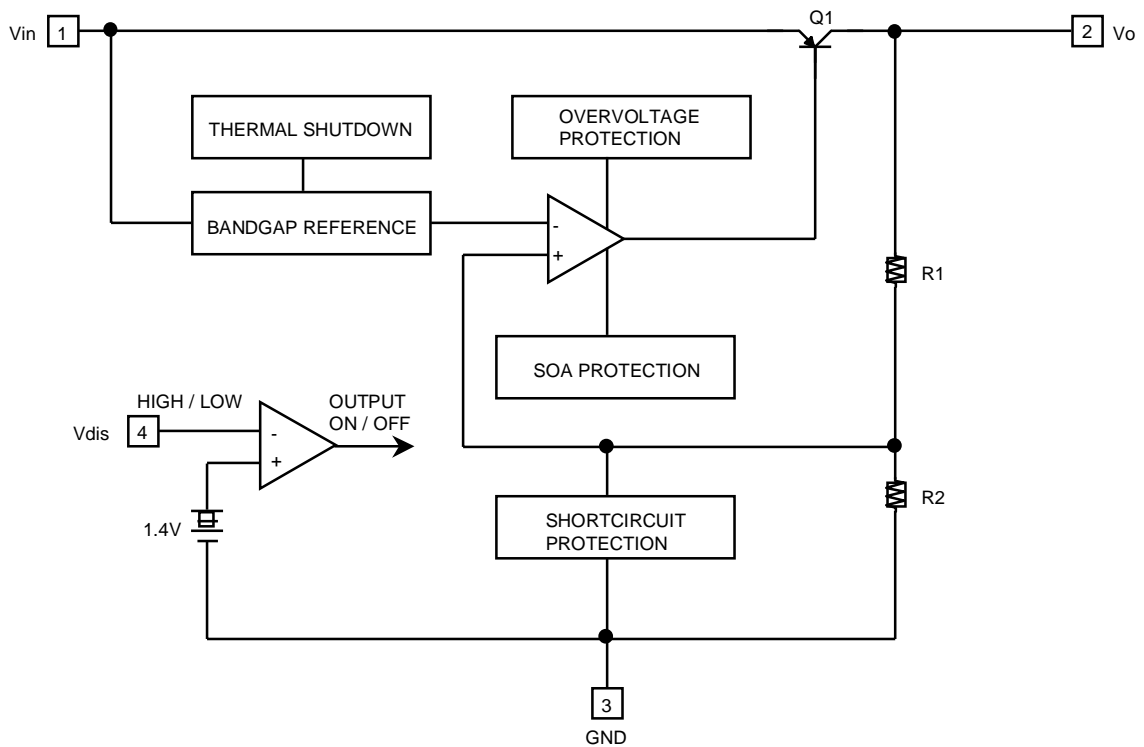 Q1
Vin 1
2 Vo
THERMAL SHUTDOWN
OVERVOLTAGE
PROTECTION
BANDGAP REFERENCE
-
+
R1
SOA PROTECTION
HIGH / LOW
OUTPUT
ON / OFF
Vdis 4
-
+
R2
1.4V
SHORTCIRCUIT
PROTECTION
3
GND